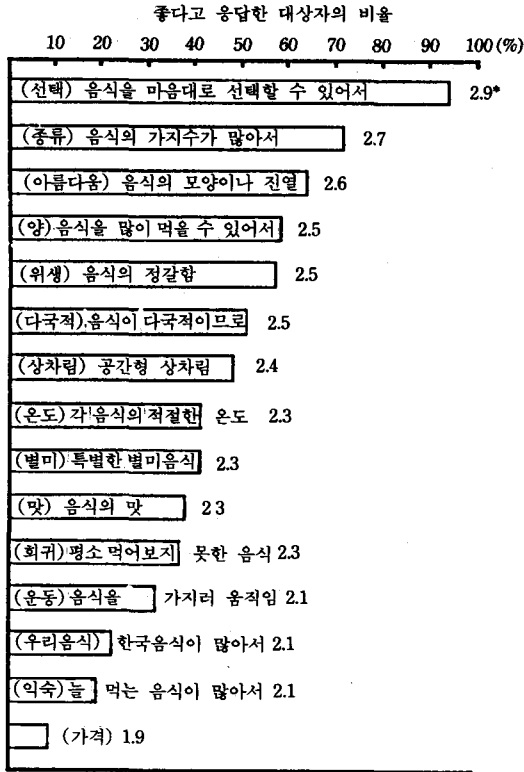 좋다고 응답한 대상자의 비율
10 20 30 40 50 60 70 80 90 100 (%)
(선택) 음식을 마음대로 선택할 수 있어서 2.9*
(종류) 음식의 가지수가 많아서 2.7
(아름다움) 음식의 모양이나 진열 2.6
(양) 음식을 많이 먹을 수 있어서 2.5
(위생) 음식의 정갈함 2.5
(다국적) 음식이 다국적이므로 2.5
(상차림) 공간형 상차림 2.4
(온도) 각 음식의 적절한 온도 2.3
(별미) 특별한 별미음식 2.3
(맛) 음식의 맛 2 3
(희귀) 평소 먹어보지 못한 음식 2.3
(운동) 음식을 가지러 움직임 2.1
(우리음식) 한국음식이 많아서 2.1
(익숙) 늘 먹는 음식이 많아서 2.1
(가격) 1.9